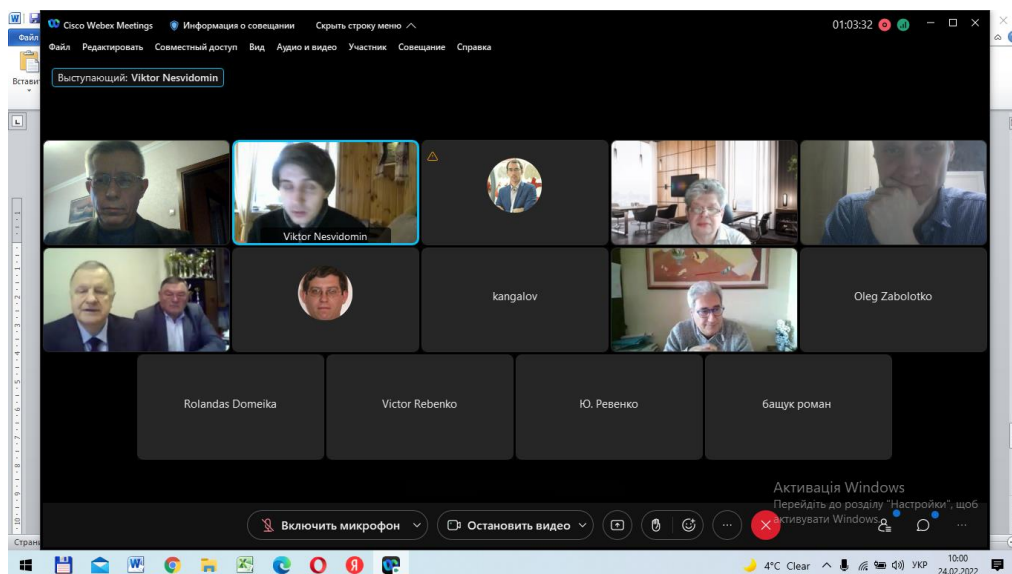 Файл
Вставит
Стран
Cisco Webex Meetings
Информация о совещании
Скрыть строку меню
01:03:32
Файл Редактировать Совместный доступ Вид Аудио и видео Участник Совещание Справка
Выступающий: Viktor Nesvidomin
Viktor Nesvidomin
kangalov
Oleg Zabolotko
Rolandas Domeika
Victor Rebenko
Ю. Ревенко
бащук роман
Активація Windows
Перейдіть до розділу "Настройки", щоб
активувати Windows.
Включить микрофон
Остановить видео
4°C Clear
УКР
10:00
24.02.2022